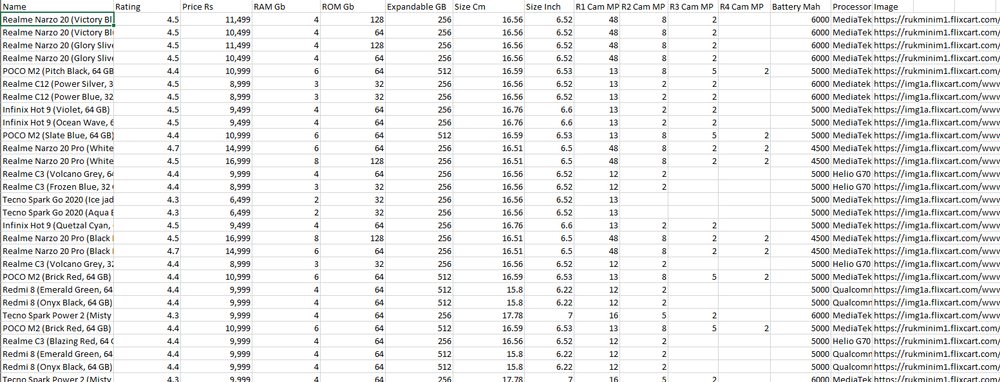 Name Rating Price Rs RAM Gb ROM Gb Expandable GB Size Cm Size Inch R1 Cam MP R2 Cam MP R3 Cam MP R4 Cam MP Battery Mah Processor Image
Realme Narzo 20 (Victory Bl 4.5 11,499 4 128 256 16.56 6.52 48 8 2 6000 MediaTek https://rukminim1.flixcart.com/
Realme Narzo 20 (Victory Bl 4.5 10,499 4 64 256 16.56 6.52 48 8 2 6000 MediaTek https://rukminim1.flixcart.com/
Realme Narzo 20 (Glory Slive 4.5 11,499 4 128 256 16.56 6.52 48 8 2 6000 MediaTek https://rukminim1.flixcart.com/
Realme Narzo 20 (Glory Slive 4.5 10,499 4 64 256 16.56 6.52 48 8 2 6000 MediaTek https://rukminim1.flixcart.com/
POCO M2 (Pitch Black, 64 GB 4.4 10,999 6 64 512 16.59 6.53 13 8 5 2 5000 MediaTek https://rukminim1.flixcart.com/
Realme C12 (Power Silver, 3 4.5 8,999 3 32 256 16.56 6.52 13 2 2 6000 Mediatek https://img1a.flixcart.com/www
Realme C12 (Power Blue, 32 4.5 8,999 3 32 256 16.56 6.52 13 2 2 6000 Mediatek https://img1a.flixcart.com/www
Infinix Hot 9 (Violet, 64 GB) 4.5 9,499 4 64 256 16.76 6.6 13 2 2 5000 MediaTek https://img1a.flixcart.com/www
Infinix Hot 9 (Ocean Wave, 6 4.5 9,499 4 64 256 16.76 6.6 13 2 2 5000 MediaTek https://img1a.flixcart.com/www
POCO M2 (Slate Blue, 64 GB) 4.4 10,999 6 64 512 16.59 6.53 13 8 5 2 5000 MediaTek https://img1a.flixcart.com/www
Realme Narzo 20 Pro (White 4.7 14,999 6 64 256 16.51 6.5 48 8 2 2 4500 MediaTek https://img1a.flixcart.com/www
Realme Narzo 20 Pro (White 4.5 16,999 8 128 256 16.51 6.5 48 8 2 2 4500 MediaTek https://img1a.flixcart.com/www
Realme C3 (Volcano Grey, 64 4.4 9,999 4 64 256 16.56 6.52 12 2 5000 Helio G70 https://img1a.flixcart.com/www
Realme C3 (Frozen Blue, 32 4.4 8,999 3 32 256 16.56 6.52 12 2 5000 Helio G70 https://img1a.flixcart.com/www
Tecno Spark Go 2020 (Ice jad 4.3 6,499 2 32 256 16.56 6.52 13 5000 MediaTek https://img1a.flixcart.com/www
Tecno Spark Go 2020 (Aqua 4.3 6,499 2 32 256 16.56 6.52 13 5000 MediaTek https://img1a.flixcart.com/www
Infinix Hot 9 (Quetzal Cyan, 4.5 9,499 4 64 256 16.76 6.6 13 2 2 5000 MediaTek https://img1a.flixcart.com/www
Realme Narzo 20 Pro (Black 4.5 16,999 8 128 256 16.51 6.5 48 8 2 2 4500 MediaTek https://img1a.flixcart.com/www
Realme Narzo 20 Pro (Black 4.7 14,999 6 64 256 16.51 6.5 48 8 2 2 4500 MediaTek https://img1a.flixcart.com/www
Realme C3 (Volcano Grey, 32 4.4 8,999 3 32 256 16.56 6.52 12 2 5000 Helio G70 https://img1a.flixcart.com/www
POCO M2 (Brick Red, 64 GB) 4.4 10,999 6 64 512 16.59 6.53 13 8 5 2 5000 MediaTek https://img1a.flixcart.com/www
Redmi 8 (Emerald Green, 64 4.4 9,999 4 64 512 15.8 6.22 12 2 5000 Qualcomm https://img1a.flixcart.com/www
Redmi 8 (Onyx Black, 64 GB) 4.4 9,999 4 64 512 15.8 6.22 12 2 5000 Qualcomm https://img1a.flixcart.com/www
Tecno Spark Power 2 (Misty 4.3 9,999 4 64 256 17.78 7 16 5 2 6000 MediaTek https://img1a.flixcart.com/www
POCO M2 (Brick Red, 64 GB) 4.4 10,999 6 64 512 16.59 6.53 13 8 5 2 5000 MediaTek https://rukminim1.flixcart.com/
Realme C3 (Blazing Red, 64 4.4 9,999 4 64 256 16.56 6.52 12 2 5000 Helio G70 https://rukminim1.flixcart.com/
Redmi 8 (Emerald Green, 64 4.4 9,999 4 64 512 15.8 6.22 12 2 5000 Qualcomm https://rukminim1.flixcart.com/
Redmi 8 (Onyx Black, 64 GB) 4.4 9,999 4 64 512 15.8 6.22 12 2 5000 Qualcomm https://rukminim1.flixcart.com/
Tecno Spark Power 2 (Misty 4.3 9,999 4 64 256 17.78 7 16 5 2 6000 MediaTek https://rukminim1.flixcart.com/